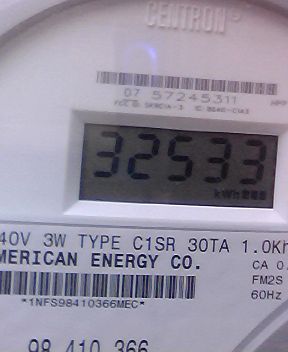 CENTRON
07 57245311
32533
kWh
40V 3W TYPE C1SR 30TA 1.0Kh
MERICAN ENERGY CO.
CA 0.
FM2S
60Hz
*1NFS98410366MEC*
98 410 366